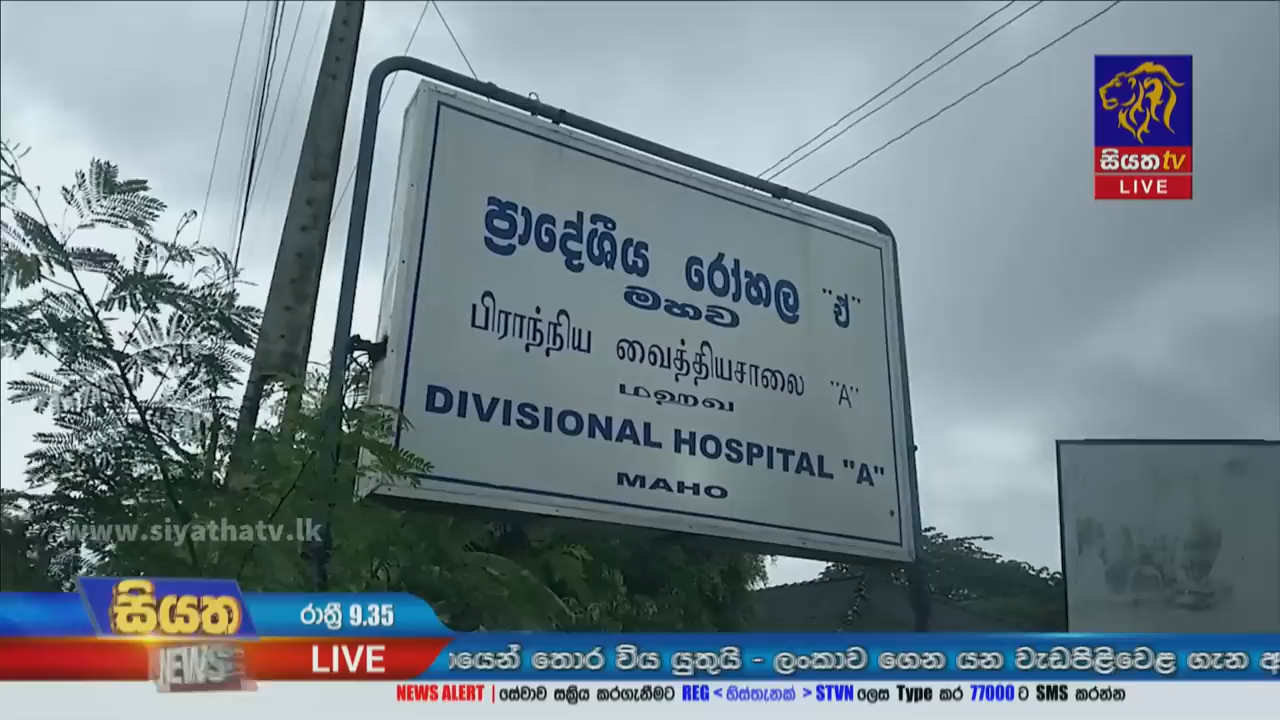 සියත tv
LIVE
ප්‍රාදේශීය රෝහල "ඒ"
මහව
பிராந்நிய வைத்தியசாலை "A"
மஹவ
DIVISIONAL HOSPITAL "A"
MAHO
www.siyathatv.lk
සියත
රාත්‍රී 9.35
NEWS
LIVE
තොර විය යුතුයි - ලංකාව ගෙන යන වැඩපිළිවෙළ ගැන
NEWS ALERT | සේවාව සක්‍රිය කරගැනීමට REG < හිස්තැනක් > STVN ලෙස Type කර 77000 ට SMS කරන්න